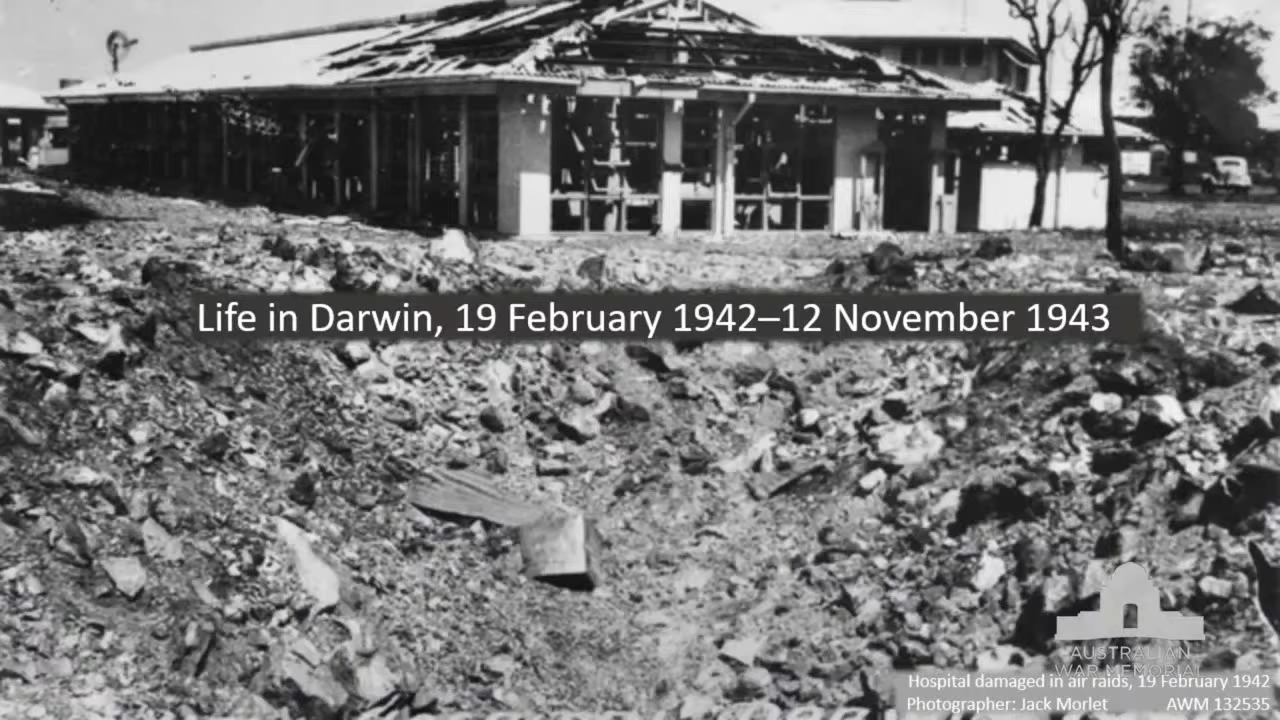 Life in Darwin, 19 February 1942–12 November 1943
AUSTRALIAN
WAR MEMORIAL
Hospital damaged in air raids, 19 February 1942
Photographer: Jack Morlet AWM 132535